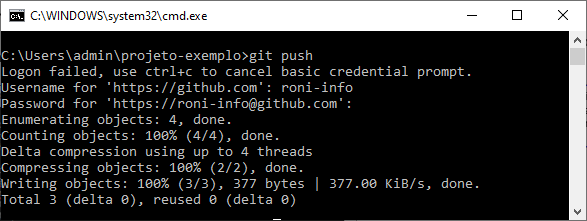 C:\WINDOWS\system32\cmd.exe
C:\Users\admin\projeto-exemplo>git push
Logon failed, use ctrl+c to cancel basic credential prompt.
Username for 'https://github.com': roni-info
Password for 'https://roni-info@github.com':
Enumerating objects: 4, done.
Counting objects: 100% (4/4), done.
Delta compression using up to 4 threads
Compressing objects: 100% (2/2), done.
Writing objects: 100% (3/3), 377 bytes | 377.00 KiB/s, done.
Total 3 (delta 0), reused 0 (delta 0)